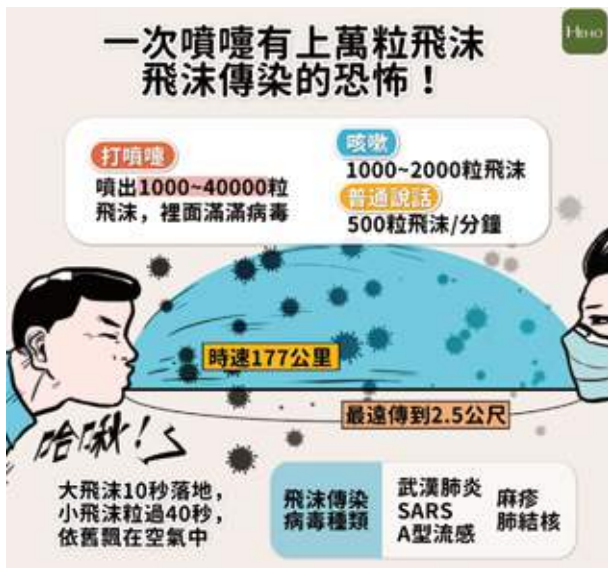 一次噴嚏有上萬粒飛沫
飛沫傳染的恐怖！
HEHO
打噴嚏
噴出1000~40000粒
飛沫，裡面滿滿病毒
咳嗽
1000~2000粒飛沫
普通說話
500粒飛沫/分鐘
時速177公里
最遠傳到2.5公尺
哈啾！
大飛沫10秒落地，
小飛沫粒過40秒，
依舊飄在空氣中
飛沫傳染
病毒種類
武漢肺炎
SARS
A型流感
麻疹
肺結核